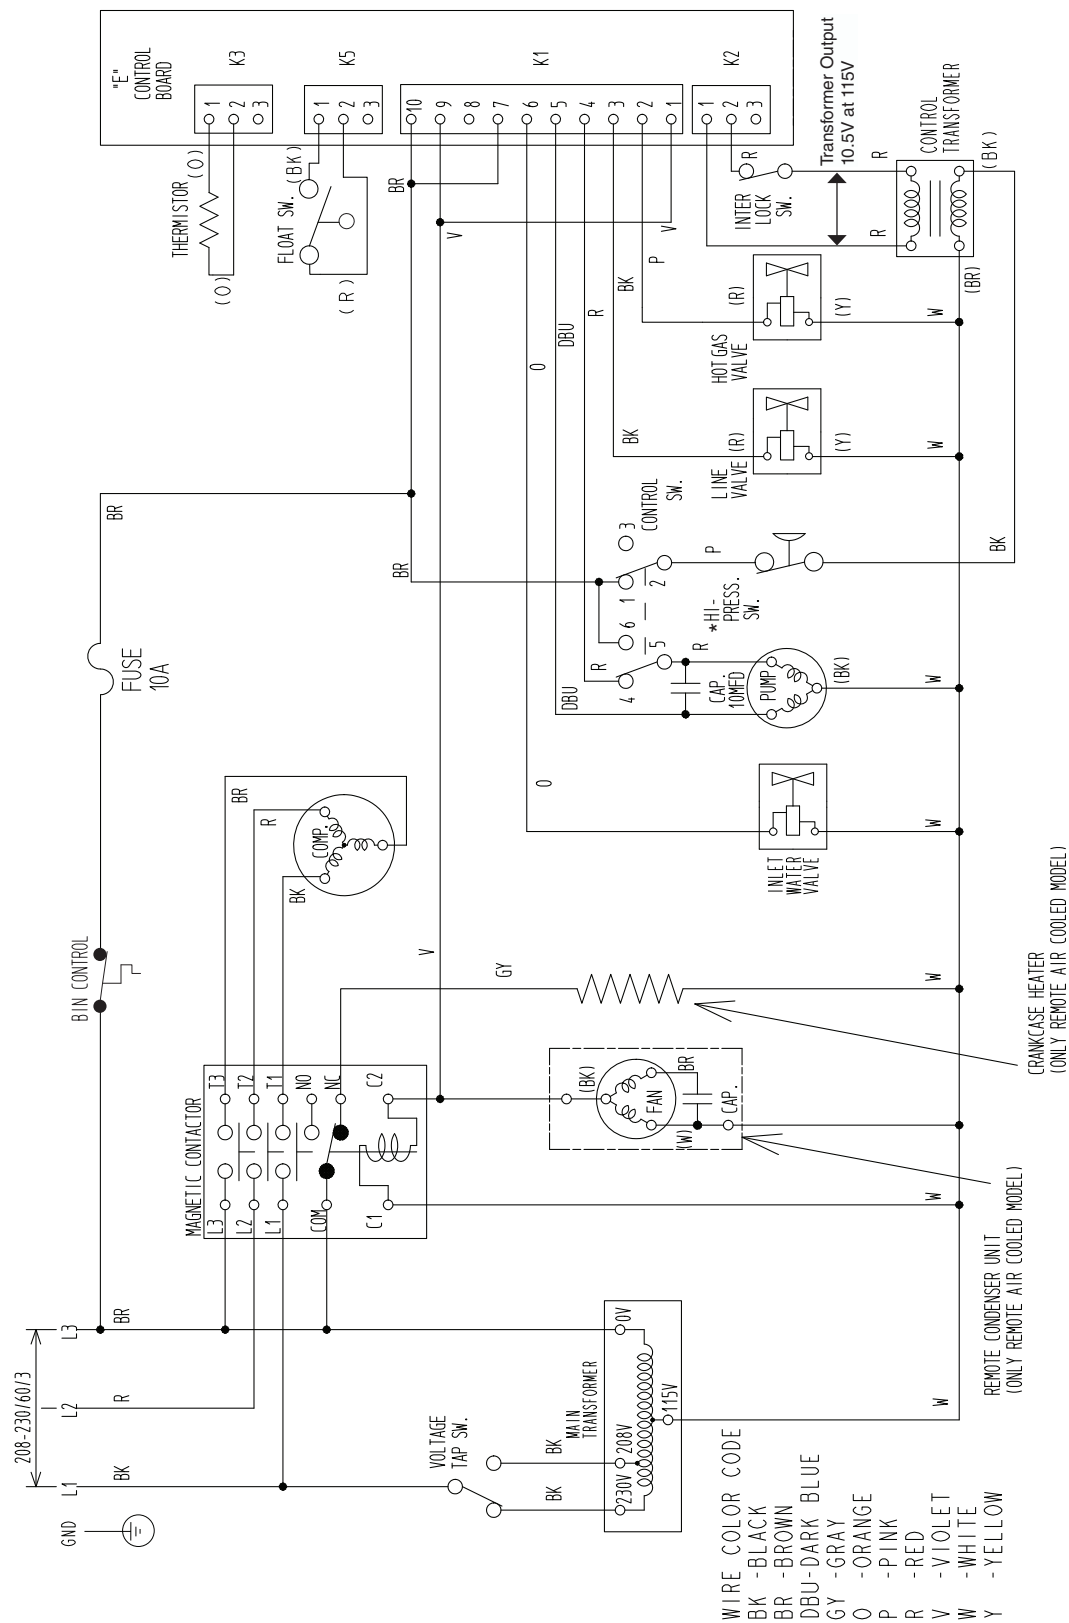 "E"
CONTROL
BOARD
K3
1
2
3
K5
1
2
3
K1
10
9
8
7
6
5
4
3
2
1
K2
1
2
3
Transformer Output
10.5V at 115V
CONTROL
TRANSFORMER
(BK)
(BR)
R
R
R
INTER
LOCK
SW.
THERMISTOR
(O)
(O)
FLOAT SW.
(BK)
(R)
BR
V
V
P
BK
R
DBU
O
HOT GAS
VALVE
(R)
(Y)
W
LINE
VALVE
(R)
(Y)
W
BK
CONTROL
SW.
3
1
2
6
5
4
BR
BR
P
*HI-
PRESS.
SW.
BK
R
R
DBU
CAP.
10MFD
PUMP
(BK)
W
FUSE
10A
BIN CONTROL
O
INLET
WATER
VALVE
W
COMP.
BR
R
BK
V
GY
W
CRANKCASE HEATER
(ONLY REMOTE AIR COOLED MODEL)
MAGNETIC CONTACTOR
T3
T2
T1
NO
NC
C2
L3
L2
L1
COM
C1
(BK)
FAN
BR
(W)
CAP.
W
REMOTE CONDENSER UNIT
(ONLY REMOTE AIR COOLED MODEL)
208-230/60/3
L3
L2
L1
GND
BR
R
BK
VOLTAGE
TAP SW.
BK
BK
MAIN
TRANSFORMER
0V
208V
230V
115V
W
WIRE COLOR CODE
BK -BLACK
BR -BROWN
DBU-DARK BLUE
GY -GRAY
O -ORANGE
P -PINK
R -RED
V -VIOLET
W -WHITE
Y -YELLOW